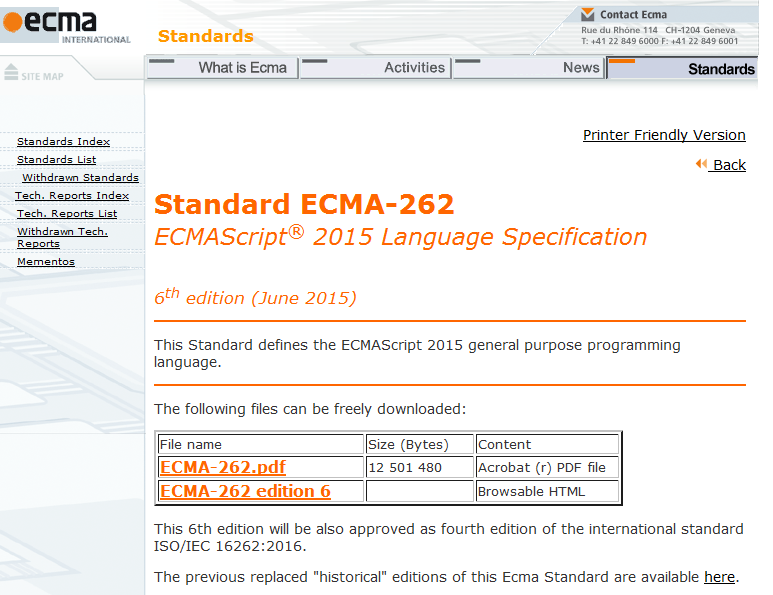 ecma
INTERNATIONAL
Standards
Contact Ecma
Rue du Rhône 114 CH-1204 Geneva
T: +41 22 849 6000 F: +41 22 849 6001
SITE MAP
What is Ecma
Activities
News
Standards
Standards Index
Standards List
Withdrawn Standards
Tech. Reports Index
Tech. Reports List
Withdrawn Tech.
Reports
Mementos
Printer Friendly Version
Back
Standard ECMA-262
ECMAScript® 2015 Language Specification
6th edition (June 2015)
This Standard defines the ECMAScript 2015 general purpose programming
language.
The following files can be freely downloaded:
File name Size (Bytes) Content
ECMA-262.pdf 12 501 480 Acrobat (r) PDF file
ECMA-262 edition 6 Browsable HTML
This 6th edition will be also approved as fourth edition of the international standard
ISO/IEC 16262:2016.
The previous replaced "historical" editions of this Ecma Standard are available here.